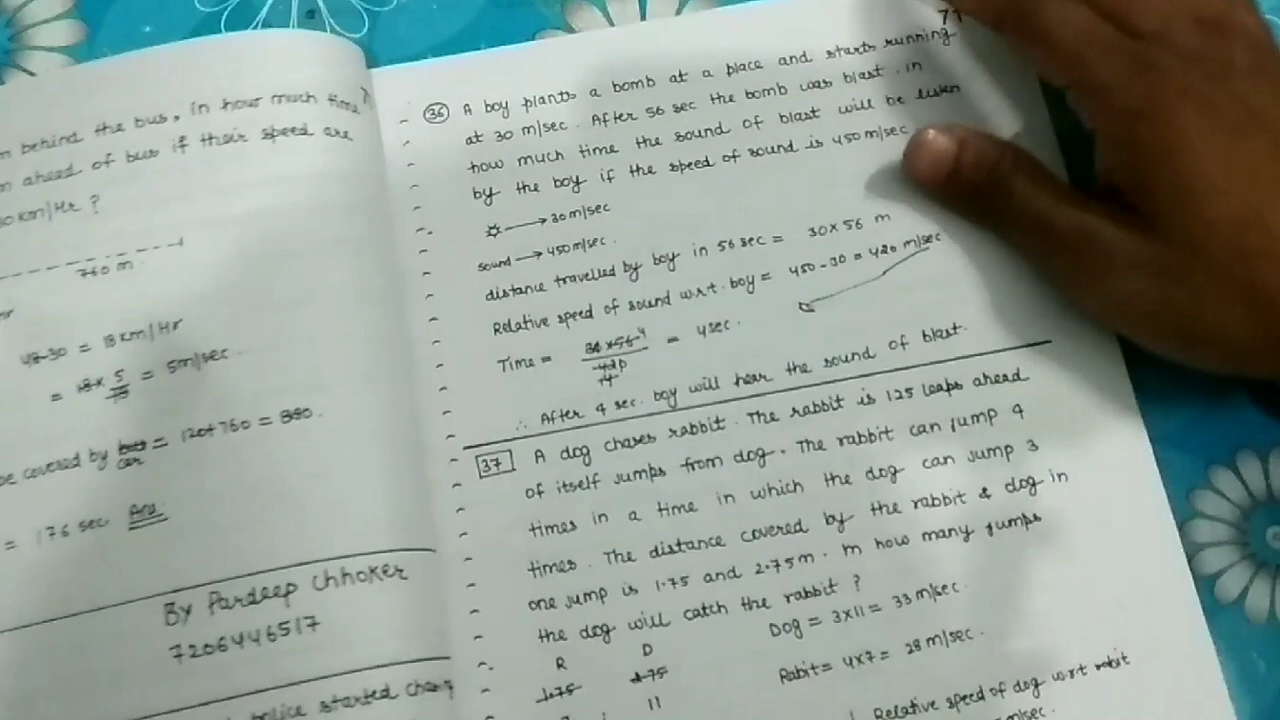 n behind the bus, in how much time
n ahead of bus if their speed are
0 km/Hr ?
760 m
48-30 = 18 km/Hr
= 18 × 5/18 = 5m/sec.
be covered by car = 120+760 = 880.
= 176 sec Ans
By Pardeep Chhoker
7206446517
police started chasing
71
36 A boy plants a bomb at a place and starts running
at 30 m/sec. After 56 sec the bomb was blast. in
how much time the sound of blast will be listen
by the boy if the speed of sound is 450 m/sec
→ 30 m/sec
sound → 450 m/sec.
distance travelled by boy in 56 sec = 30×56 m
Relative speed of sound w.r.t. boy = 450-30 = 420 m/sec
Time = 30×56 4/420 14 = 4 sec.
∴ After 4 sec. boy will hear the sound of blast.
37 A dog chases rabbit. The rabbit is 125 leaps ahead
of itself jumps from dog. The rabbit can jump 4
times in a time in which the dog can jump 3
times. The distance covered by the rabbit & dog in
one jump is 1.75 and 2.75 m. in how many jumps
the dog will catch the rabbit ?
R D
1.75 2.75
11
Dog = 3×11 = 33 m/sec.
Rabit = 4×7 = 28 m/sec.
Relative speed of dog w.r.t rabit
m/sec.